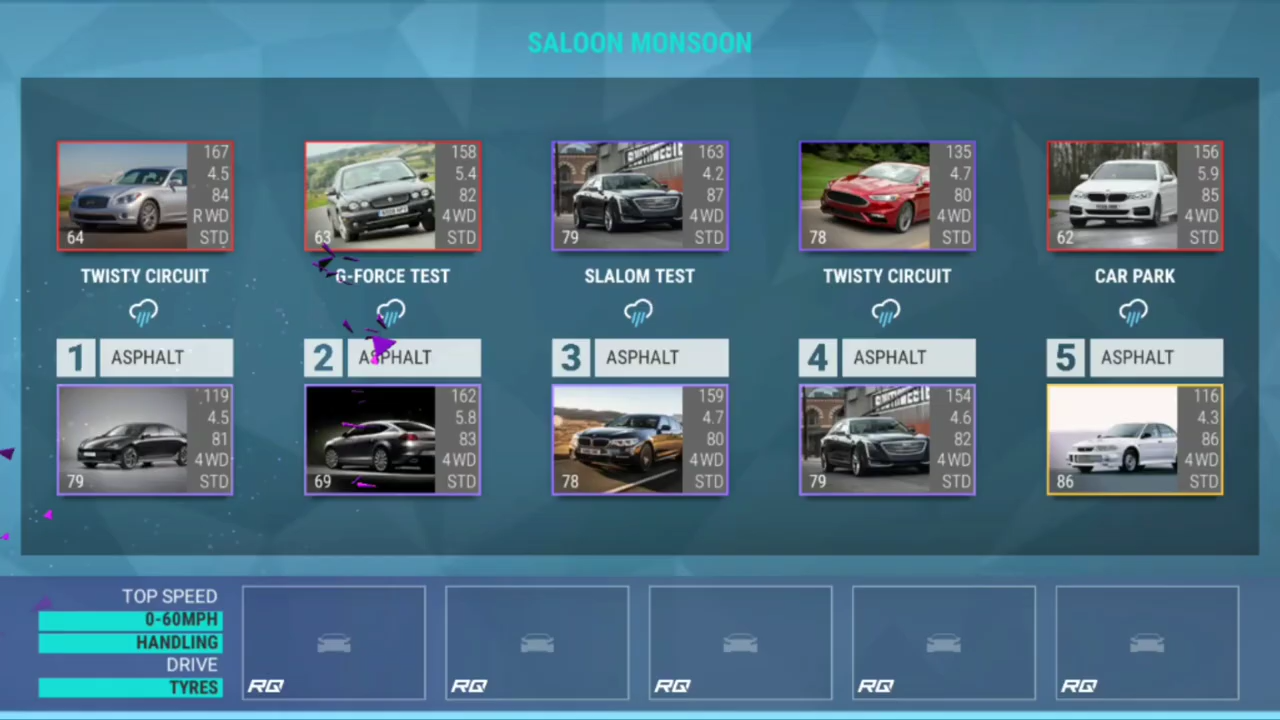 SALOON MONSOON
167
4.5
84
RWD
STD
64
158
5.4
82
4WD
STD
63
163
4.2
87
4WD
STD
79
135
4.7
80
4WD
STD
78
156
5.9
85
4WD
STD
62
TWISTY CIRCUIT
G-FORCE TEST
SLALOM TEST
TWISTY CIRCUIT
CAR PARK
1 ASPHALT
2 ASPHALT
3 ASPHALT
4 ASPHALT
5 ASPHALT
119
4.5
81
4WD
STD
79
162
5.8
83
4WD
STD
69
159
4.7
80
4WD
STD
78
154
4.6
82
4WD
STD
79
116
4.3
86
4WD
STD
86
TOP SPEED
0-60MPH
HANDLING
DRIVE
TYRES
RQ
RQ
RQ
RQ
RQ